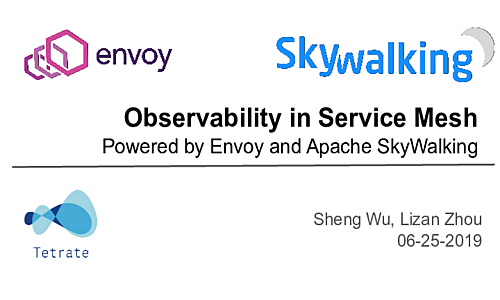 envoy
Skywalking
Observability in Service Mesh
Powered by Envoy and Apache SkyWalking
Sheng Wu, Lizan Zhou
06-25-2019
Tetrate